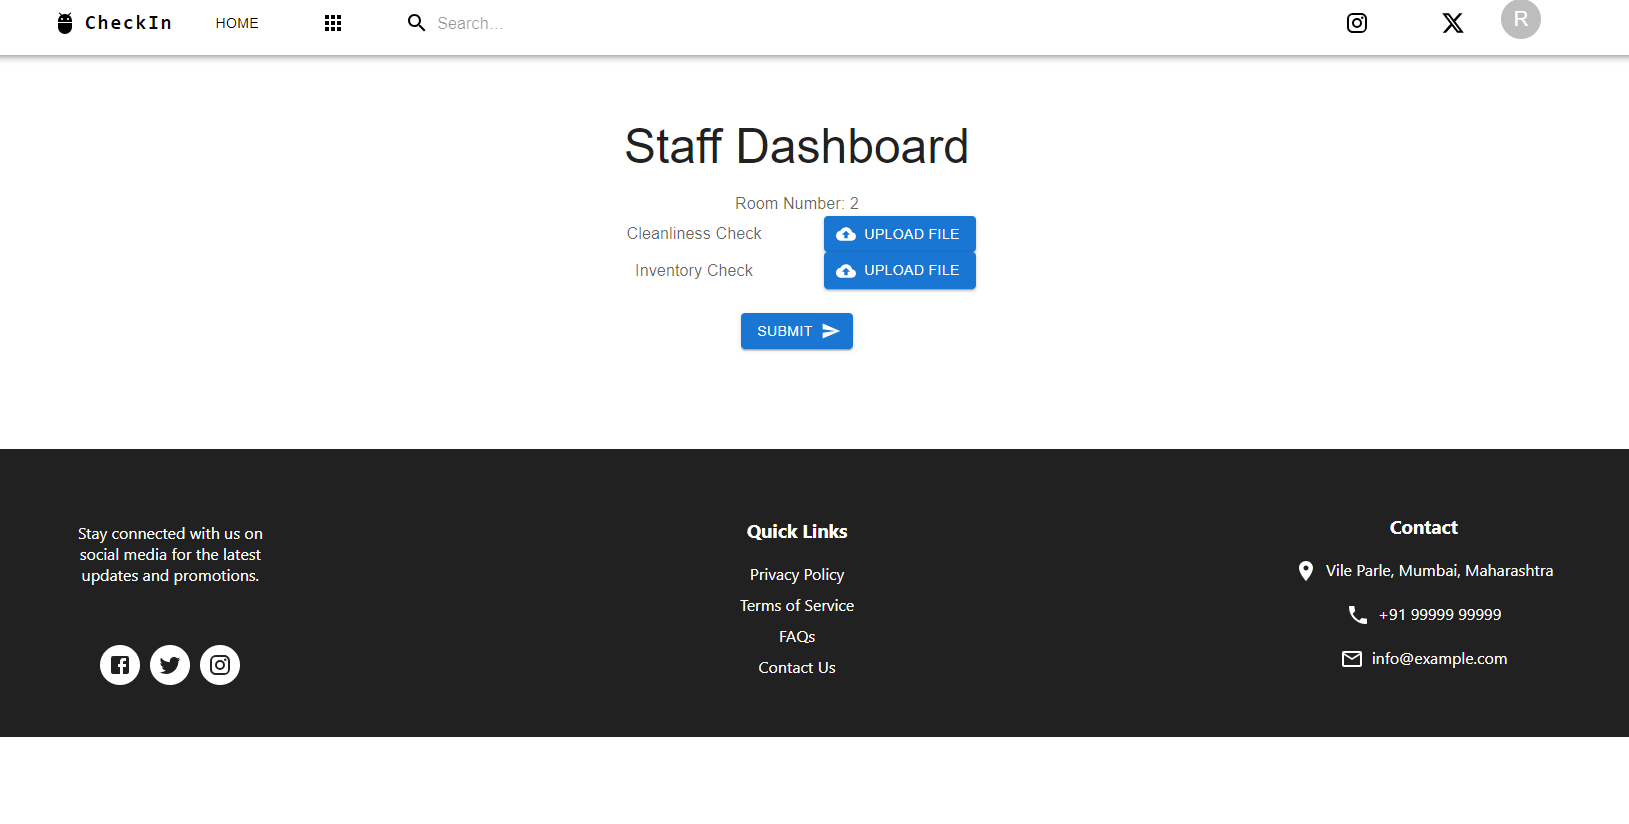 CheckIn
HOME
Search...
R
Staff Dashboard
Room Number: 2
Cleanliness Check
UPLOAD FILE
Inventory Check
UPLOAD FILE
SUBMIT
Stay connected with us on
social media for the latest
updates and promotions.
Quick Links
Privacy Policy
Terms of Service
FAQs
Contact Us
Contact
Vile Parle, Mumbai, Maharashtra
+91 99999 99999
info@example.com